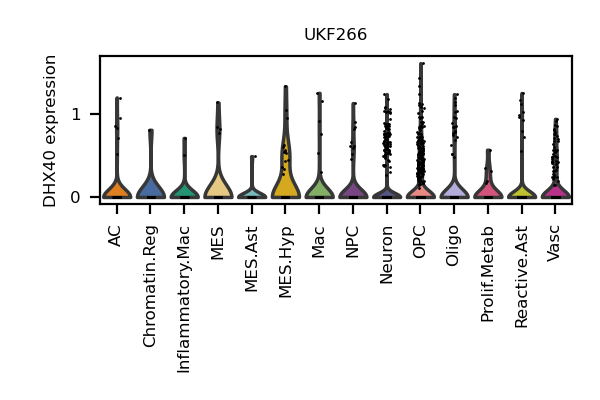 UKF266
DHX40 expression
1
0
AC
Chromatin.Reg
Inflammatory.Mac
MES
MES.Ast
MES.Hyp
Mac
NPC
Neuron
OPC
Oligo
Prolif.Metab
Reactive.Ast
Vasc